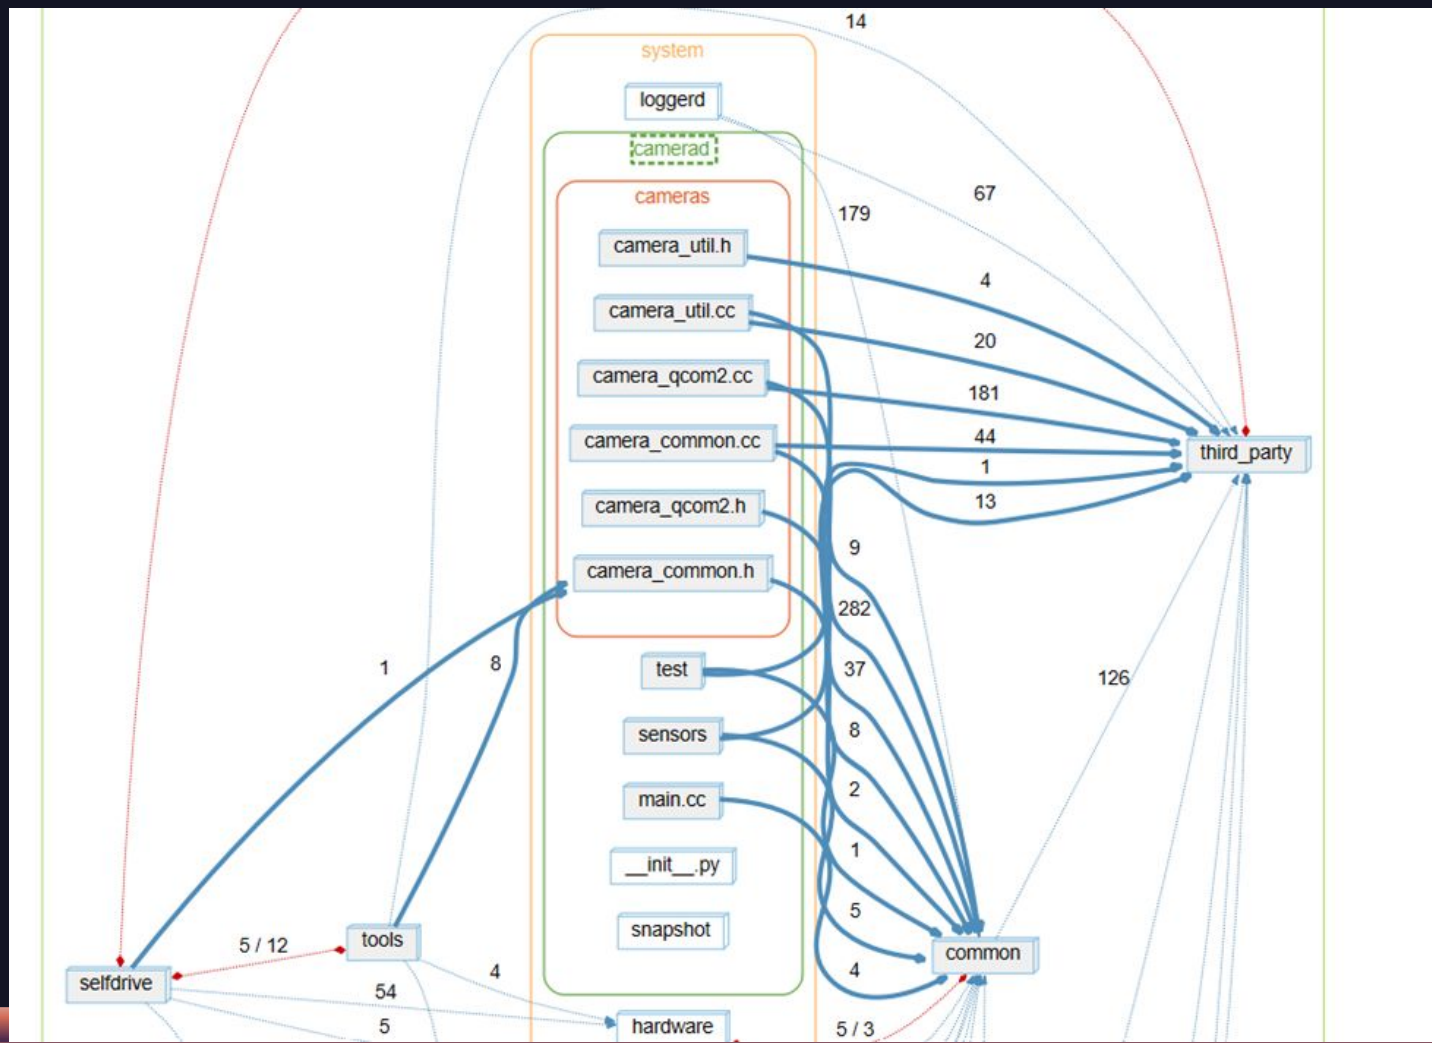 14
system
loggerd
camerad
67
cameras
179
camera_util.h
4
camera_util.cc
20
camera_qcom2.cc
181
camera_common.cc
44
third_party
1
camera_qcom2.h
13
9
camera_common.h
282
1
8
test
37
126
sensors
8
2
main.cc
1
__init__.py
5
snapshot
tools
5 / 12
common
4
4
selfdrive
54
5
hardware
5 / 3